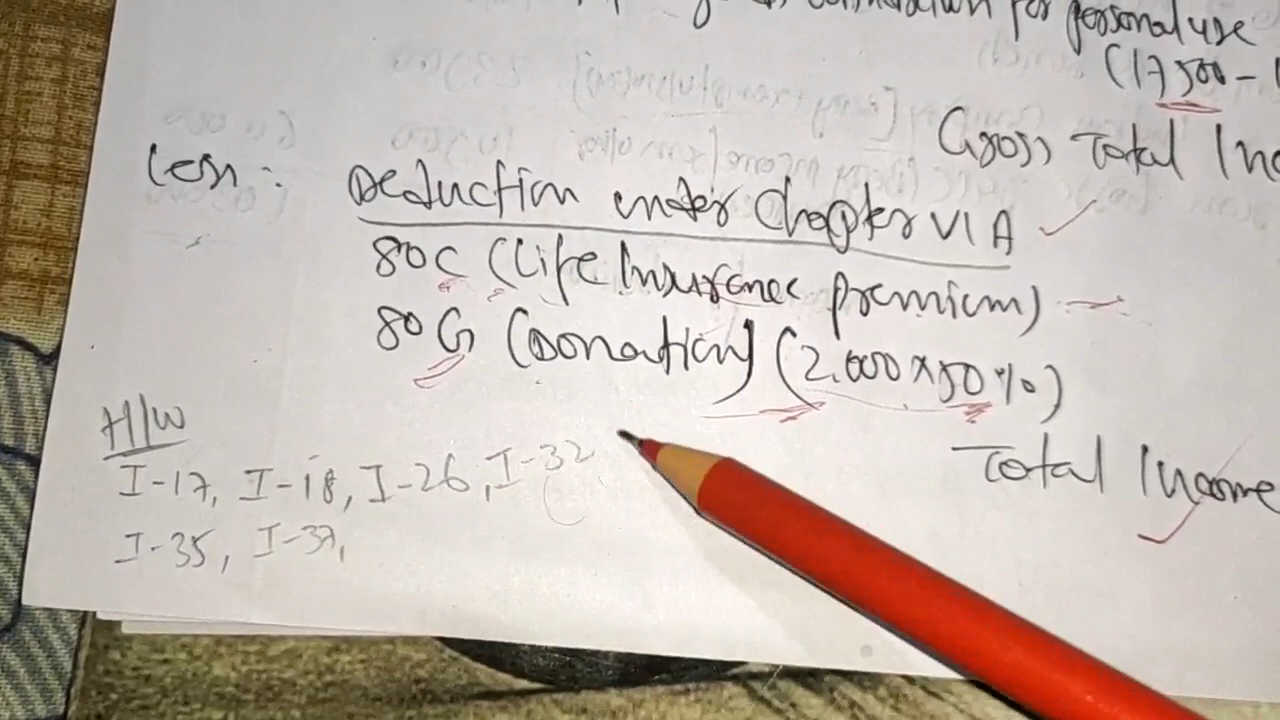 for personal use
(17,500 -
Gross Total Inc
Less : Deduction under Chapter VI A
80C (Life Insurance Premium)
80G (Donation) (2,000 x 50%)
Total Income
H/W
I-17, I-18, I-26, I-32
I-35, I-37,